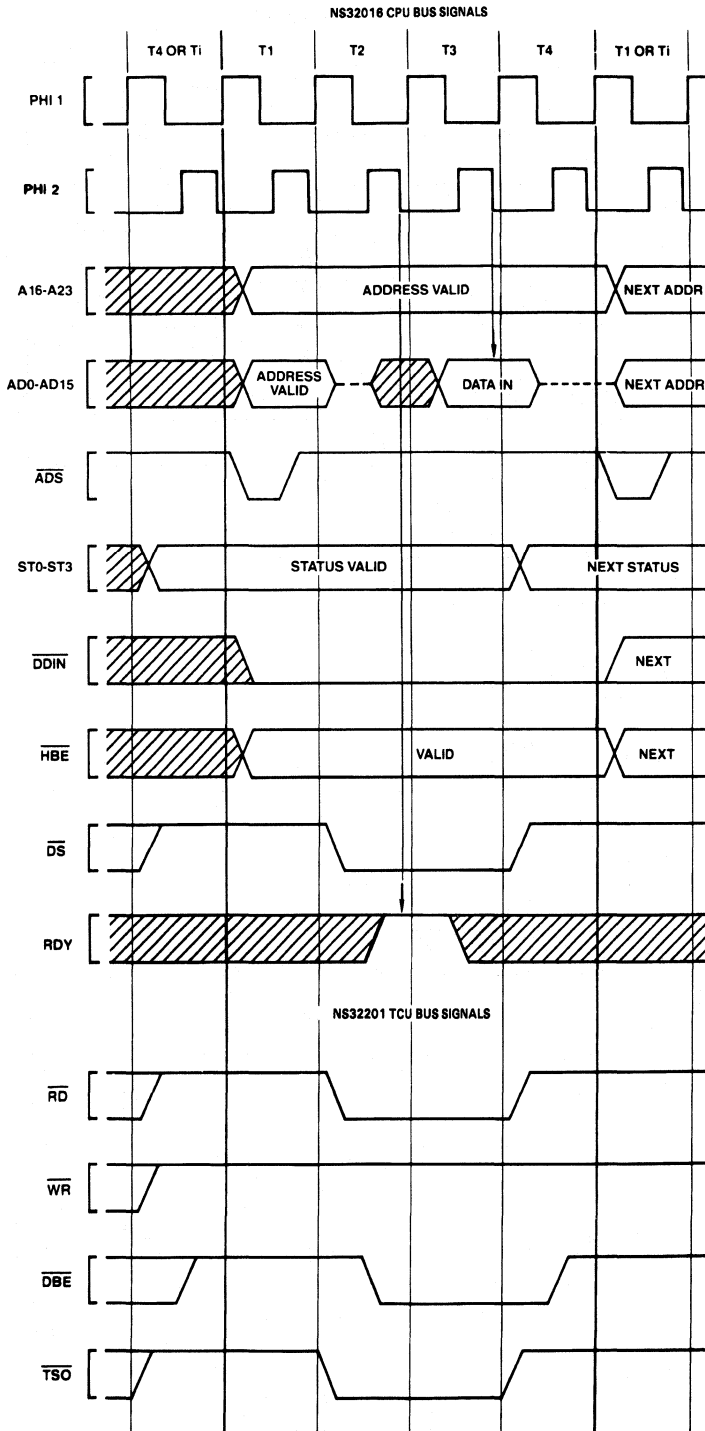 NS32016 CPU BUS SIGNALS
T4 OR Ti T1 T2 T3 T4 T1 OR Ti
PHI 1
PHI 2
A16-A23 ADDRESS VALID NEXT ADDR
AD0-AD15 ADDRESS VALID DATA IN NEXT ADDR
ADS
ST0-ST3 STATUS VALID NEXT STATUS
DDIN NEXT
HBE VALID NEXT
DS
RDY
NS32201 TCU BUS SIGNALS
RD
WR
DBE
TSO